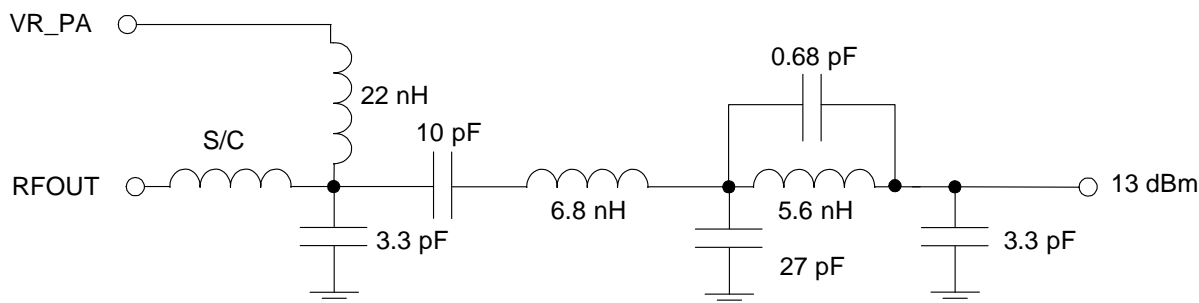 VR_PA
0.68 pF
22 nH
10 pF
S/C
RFOUT
13 dBm
6.8 nH
5.6 nH
3.3 pF
3.3 pF
27 pF